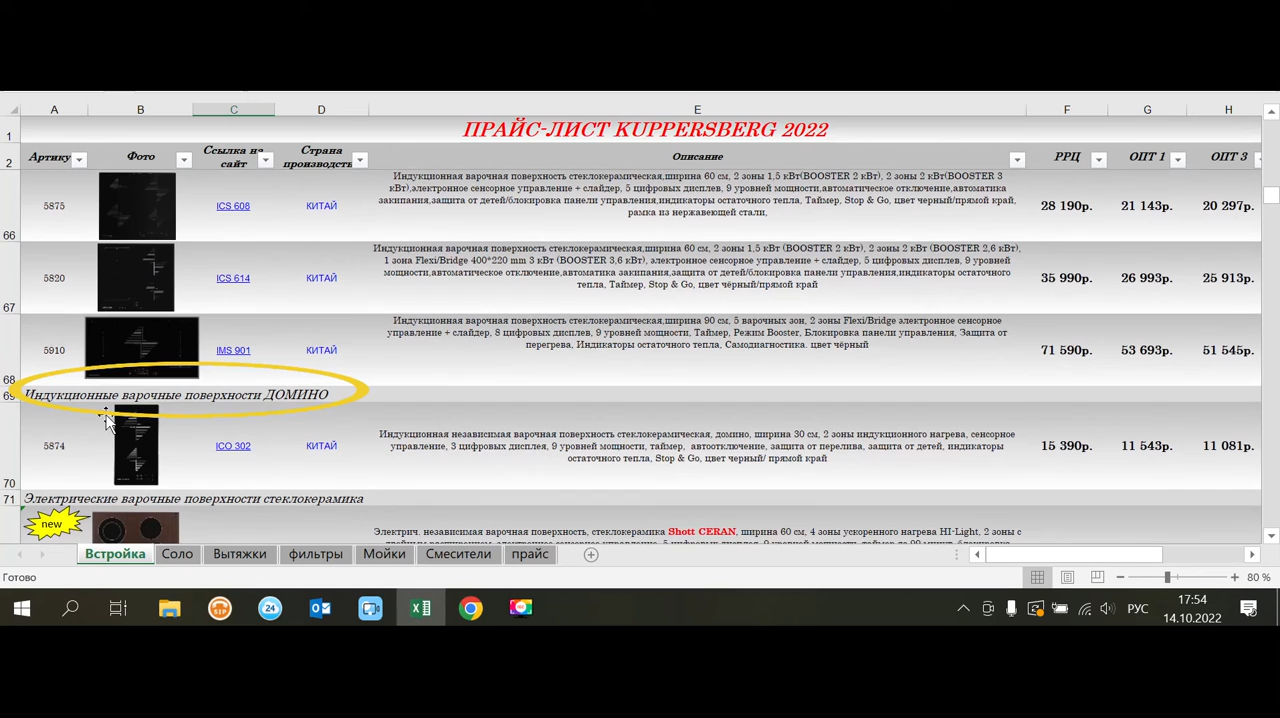 A B C D E F G H
1 ПРАЙС-ЛИСТ KUPPERSBERG 2022
2 Артику Фото Ссылка на сайт Страна производсть Описание РРЦ ОПТ 1 ОПТ 3
Индукционная варочная поверхность стеклокерамическая,ширина 60 см, 2 зоны 1,5 кВт(BOOSTER 2 кВт), 2 зоны 2 кВт(BOOSTER 3
кВт),электронное сенсорное управление + слайдер, 5 цифровых дисплев, 9 уровней мощности,автоматическое отключение,автоматика
закипания,защита от детей/блокировка панели управления,индикаторы остаточного тепла, Таймер, Stop & Go, цвет черный/прямой край,
рамка из нержавеющей стали,
5875 ICS 608 КИТАЙ 28 190р. 21 143р. 20 297р.
66
Индукционная варочная поверхность стеклокерамическая,ширина 60 см, 2 зоны 1,5 кВт (BOOSTER 2 кВт), 2 зоны 2 кВт (BOOSTER 2,6 кВт),
1 зона Flexi/Bridge 400*220 mm 3 кВт (BOOSTER 3,6 кВт), электронное сенсорное управление + слайдер, 5 цифровых дисплев, 9 уровней
мощности,автоматическое отключение,автоматика закипания,защита от детей/блокировка панели управления,индикаторы остаточного
тепла, Таймер, Stop & Go, цвет чёрный/прямой край
5820 ICS 614 КИТАЙ 35 990р. 26 993р. 25 913р.
67
Индукционная варочная поверхность стеклокерамическая, ширина 90 см, 5 варочных зон, 2 зоны Flexi/Bridge электронное сенсорное
управление + слайдер, 8 цифровых дисплев, 9 уровней мощности, Таймер, Режим Booster, Блокировка панели управления, Защита от
перегрева, Индикаторы остаточного тепла, Самодиагностика. цвет чёрный
5910 IMS 901 КИТАЙ 71 590р. 53 693р. 51 545р.
68
69 Индукционные варочные поверхности ДОМИНО
Индукционная независимая варочная поверхность стеклокерамическая, домино, ширина 30 см, 2 зоны индукционного нагрева, сенсорное
управление, 3 цифровых дисплея, 9 уровней мощности, таймер, автоотключение, защита от перелива, защита от детей, индикаторы
остаточного тепла, Stop & Go, цвет черный/ прямой край
5874 ICO 302 КИТАЙ 15 390р. 11 543р. 11 081р.
70
71 Электрические варочные поверхности стеклокерамика
new
Электрич. независимая варочная поверхность, стеклокерамика Shott CERAN, ширина 60 см, 4 зоны ускоренного нагрева HI-Light, 2 зоны с
Встройка Соло Вытяжки фильтры Мойки Смесители прайс
Готово 80 %
SIP 24 РУС 17:54
14.10.2022